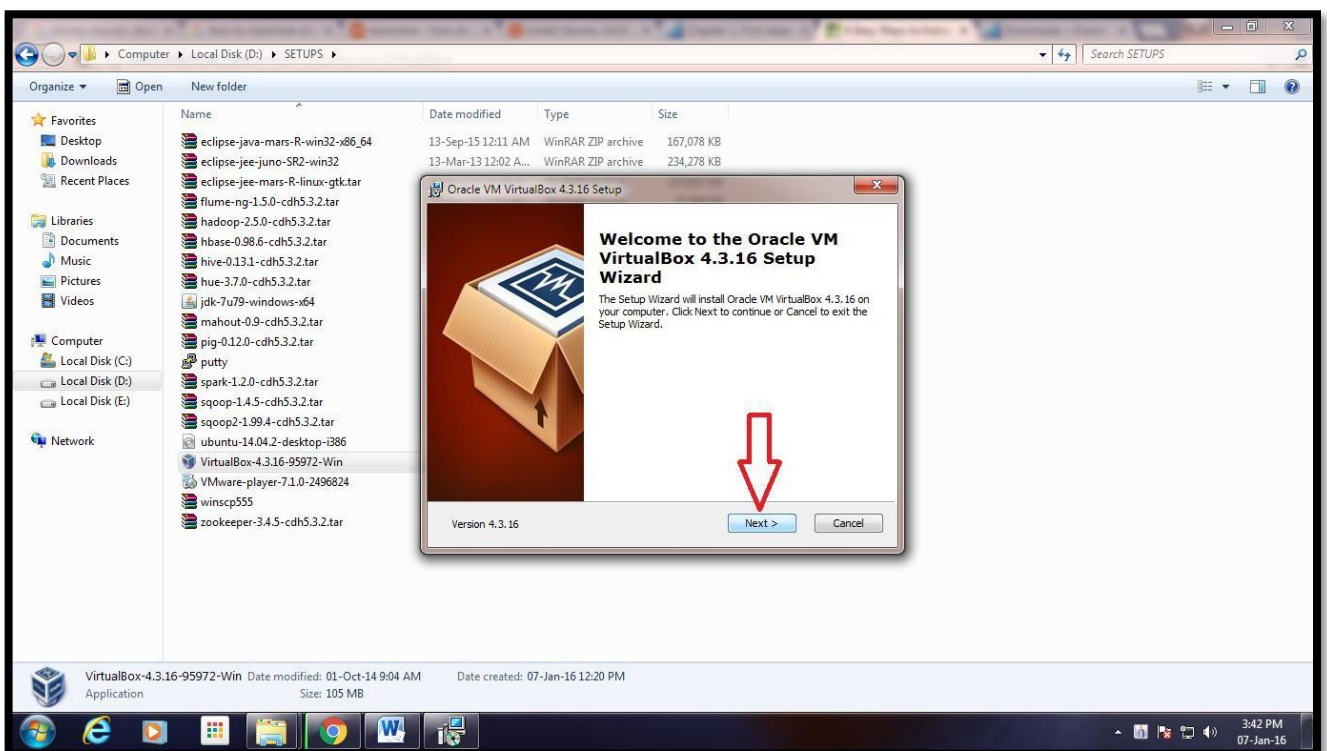 Computer ▸ Local Disk (D:) ▸ SETUPS ▸
Search SETUPS
Organize Open New folder
Favorites
Desktop
Downloads
Recent Places
Libraries
Documents
Music
Pictures
Videos
Computer
Local Disk (C:)
Local Disk (D:)
Local Disk (E:)
Network
Name Date modified Type Size
eclipse-java-mars-R-win32-x86_64 13-Sep-15 12:11 AM WinRAR ZIP archive 167,078 KB
eclipse-jee-juno-SR2-win32 13-Mar-13 12:02 A... WinRAR ZIP archive 234,278 KB
eclipse-jee-mars-R-linux-gtk.tar
flume-ng-1.5.0-cdh5.3.2.tar
hadoop-2.5.0-cdh5.3.2.tar
hbase-0.98.6-cdh5.3.2.tar
hive-0.13.1-cdh5.3.2.tar
hue-3.7.0-cdh5.3.2.tar
jdk-7u79-windows-x64
mahout-0.9-cdh5.3.2.tar
pig-0.12.0-cdh5.3.2.tar
putty
spark-1.2.0-cdh5.3.2.tar
sqoop-1.4.5-cdh5.3.2.tar
sqoop2-1.99.4-cdh5.3.2.tar
ubuntu-14.04.2-desktop-i386
VirtualBox-4.3.16-95972-Win
VMware-player-7.1.0-2496824
winscp555
zookeeper-3.4.5-cdh5.3.2.tar
Oracle VM VirtualBox 4.3.16 Setup
Welcome to the Oracle VM
VirtualBox 4.3.16 Setup
Wizard
The Setup Wizard will install Oracle VM VirtualBox 4.3.16 on
your computer. Click Next to continue or Cancel to exit the
Setup Wizard.
Version 4.3.16
Next >
Cancel
VirtualBox-4.3.16-95972-Win Date modified: 01-Oct-14 9:04 AM Date created: 07-Jan-16 12:20 PM
Application Size: 105 MB
3:42 PM
07-Jan-16